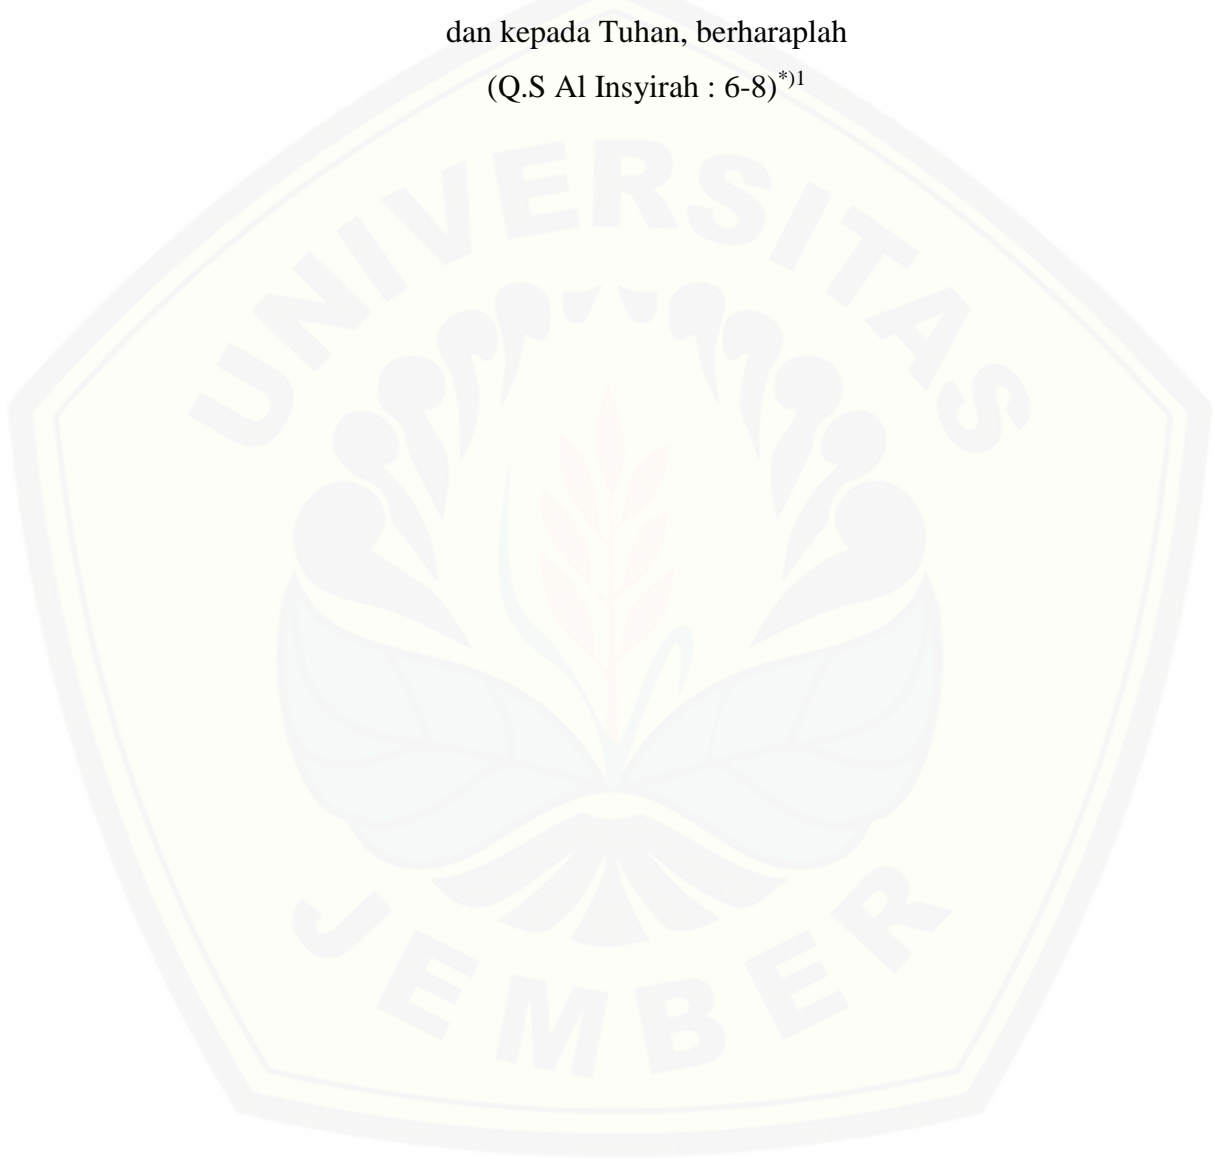 dan kepada Tuhan, berharaplah
(Q.S Al Insyirah : 6-8)*)1
UNIVERSITAS
JEMBER